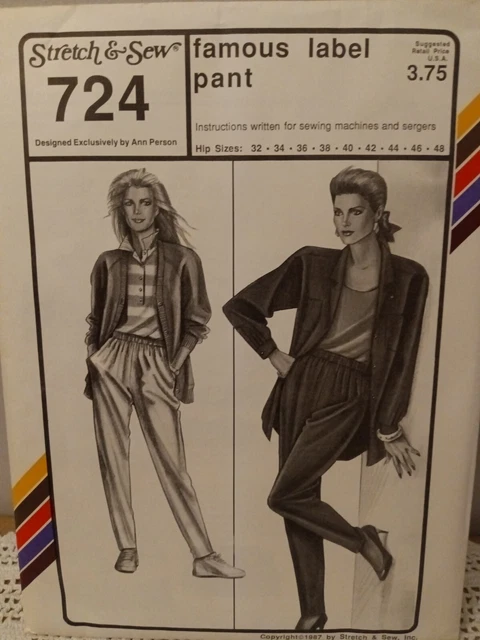 Stretch & Sew®
724
Designed Exclusively by Ann Person
famous label
pant
Suggested
Retail Price
U.S.A.
3.75
Instructions written for sewing machines and sergers
Hip Sizes: 32 • 34 • 36 • 38 • 40 • 42 • 44 • 46 • 48
Copyright©1987 by Stretch & Sew, Inc.